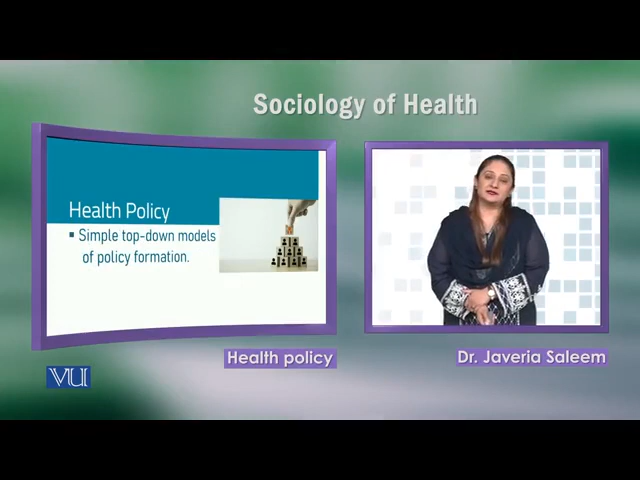 Sociology of Health
Health Policy
▪ Simple top-down models
of policy formation.
Health policy
Dr. Javeria Saleem
VU